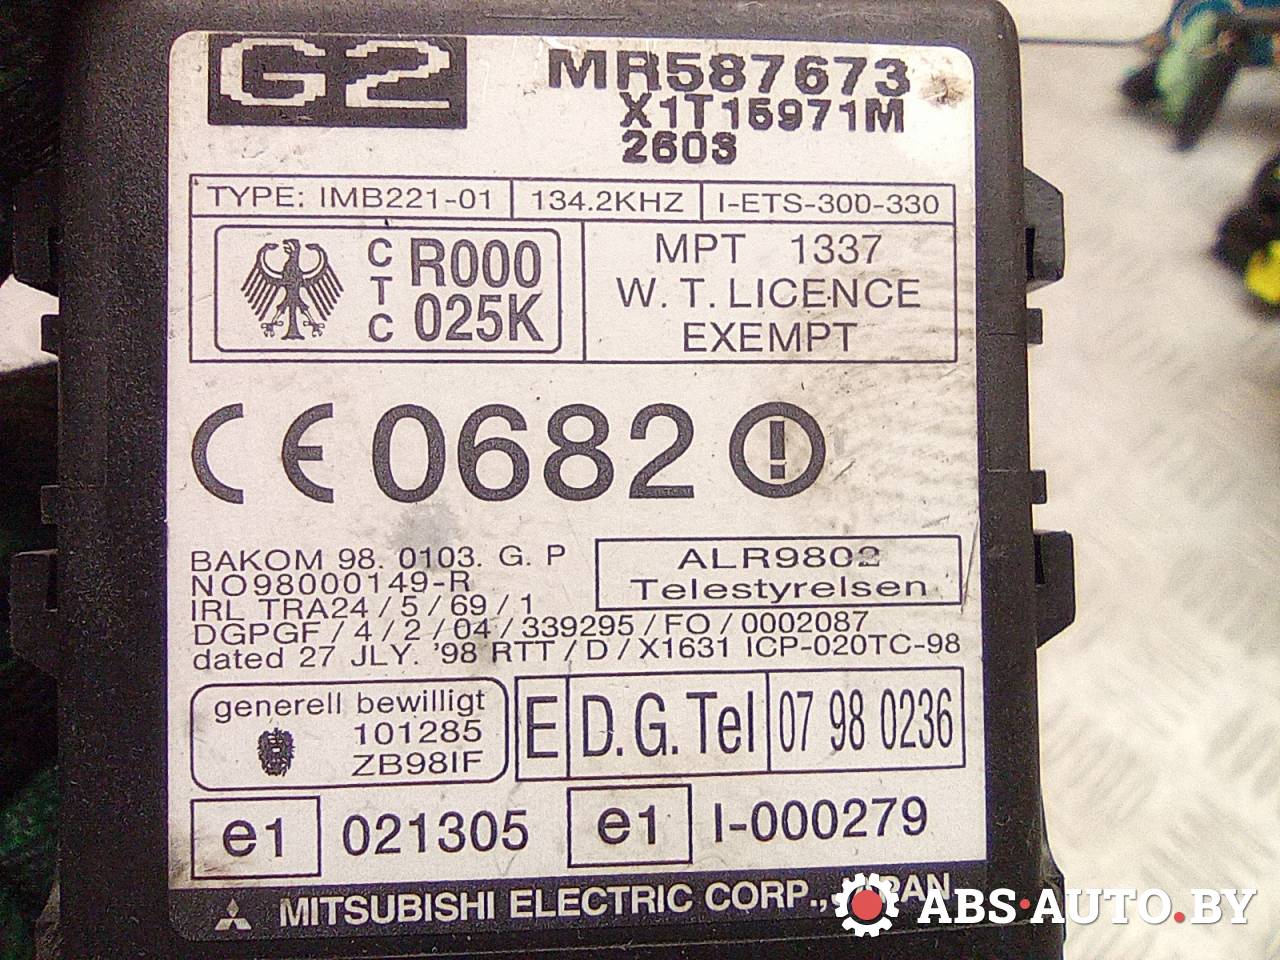 G2
MR587673
X1T15971M
2603
TYPE: IMB221-01 134.2KHZ I-ETS-300-330
CTC R000 025K
MPT 1337
W. T. LICENCE
EXEMPT
CE 0682
BAKOM 98. 0103. G. P
NO98000149-R
ALR9802
Telestyrelsen
IRL TRA24/5/69/1
DGPGF/4/2/04/339295/FO/0002087
dated 27 JLY. '98 RTT/D/X1631 ICP-020TC-98
generell bewilligt
101285
ZB98IF
E D.G.Tel 07 98 0236
e1 021305 e1 I-000279
MITSUBISHI ELECTRIC CORP., JAPAN
ABS-AUTO.BY